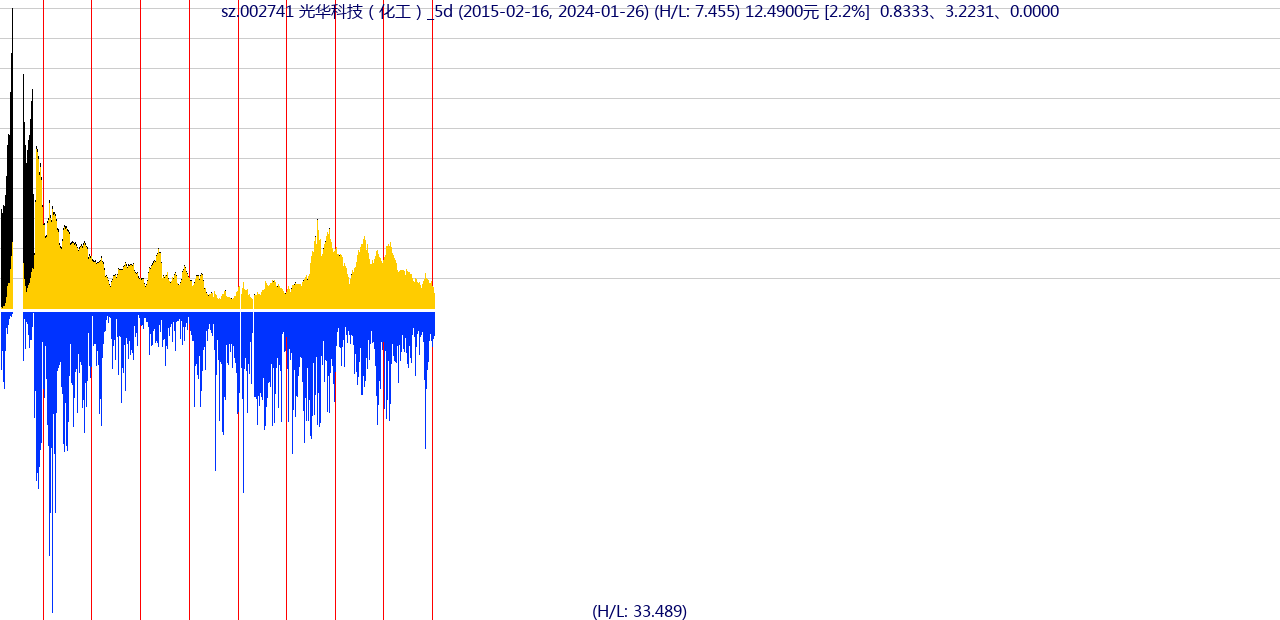 sz.002741 光华科技 ( 化工 ) _5d (2015-02-16, 2024-01-26) (H/L: 7.455) 12.4900元 [2.2%]  0.8333、3.2231、0.0000
(H/L: 33.489)